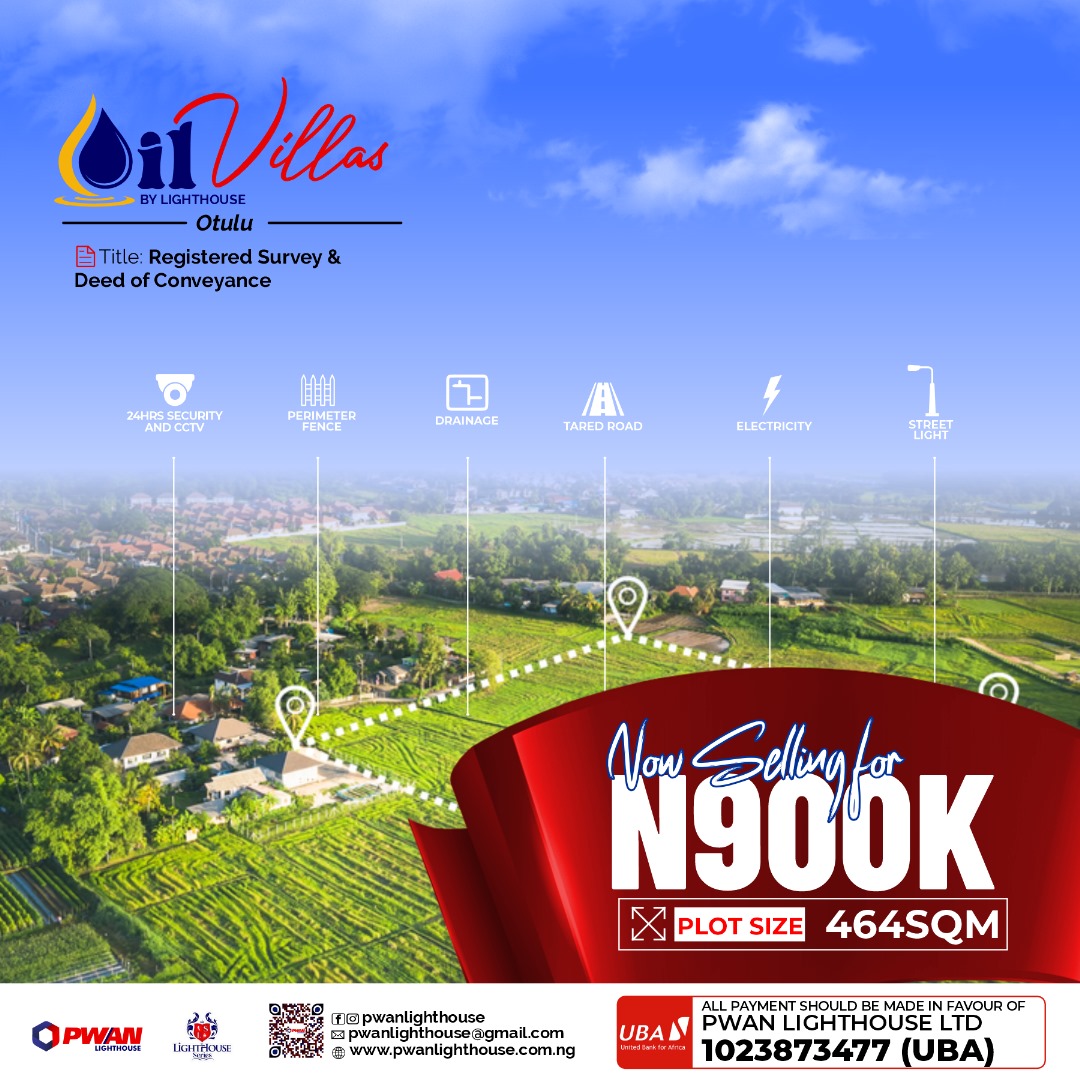 Oil Villas
BY LIGHTHOUSE
Otulu
Title: Registered Survey &
Deed of Conveyance
24HRS SECURITY
AND CCTV
PERIMETER
FENCE
DRAINAGE
TARED ROAD
ELECTRICITY
STREET
LIGHT
Now Selling for
N900K
PLOT SIZE 464SQM
PWAN
LIGHTHOUSE
LIGHTHOUSE
Series
pwanlighthouse
pwanlighthouse@gmail.com
www.pwanlighthouse.com.ng
UBA
United Bank for Africa
ALL PAYMENT SHOULD BE MADE IN FAVOUR OF
PWAN LIGHTHOUSE LTD
1023873477 (UBA)